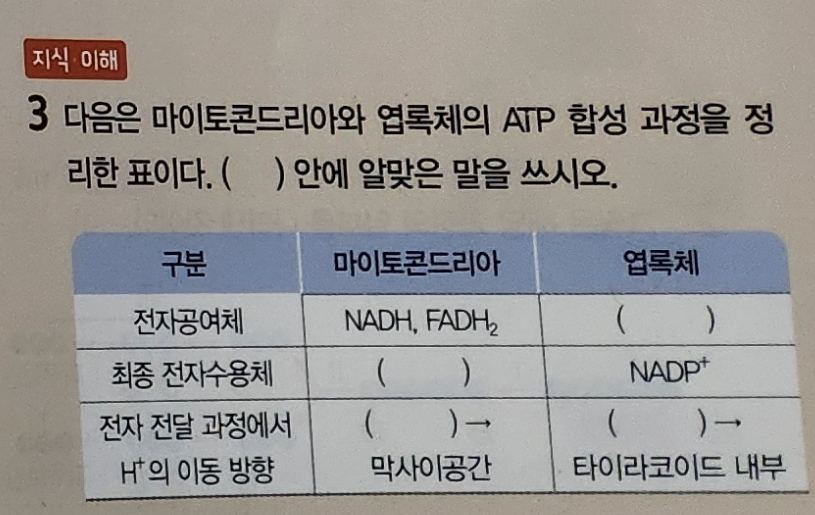 지식·이해
3 다음은 마이토콘드리아와 엽록체의 ATP 합성 과정을 정
리한 표이다. (    ) 안에 알맞은 말을 쓰시오.
구분 마이토콘드리아 엽록체
전자공여체 NADH, FADH₂ (    )
최종 전자수용체 (    ) NADP⁺
전자 전달 과정에서 (    )→ (    )→
H⁺의 이동 방향 막사이공간 타이라코이드 내부